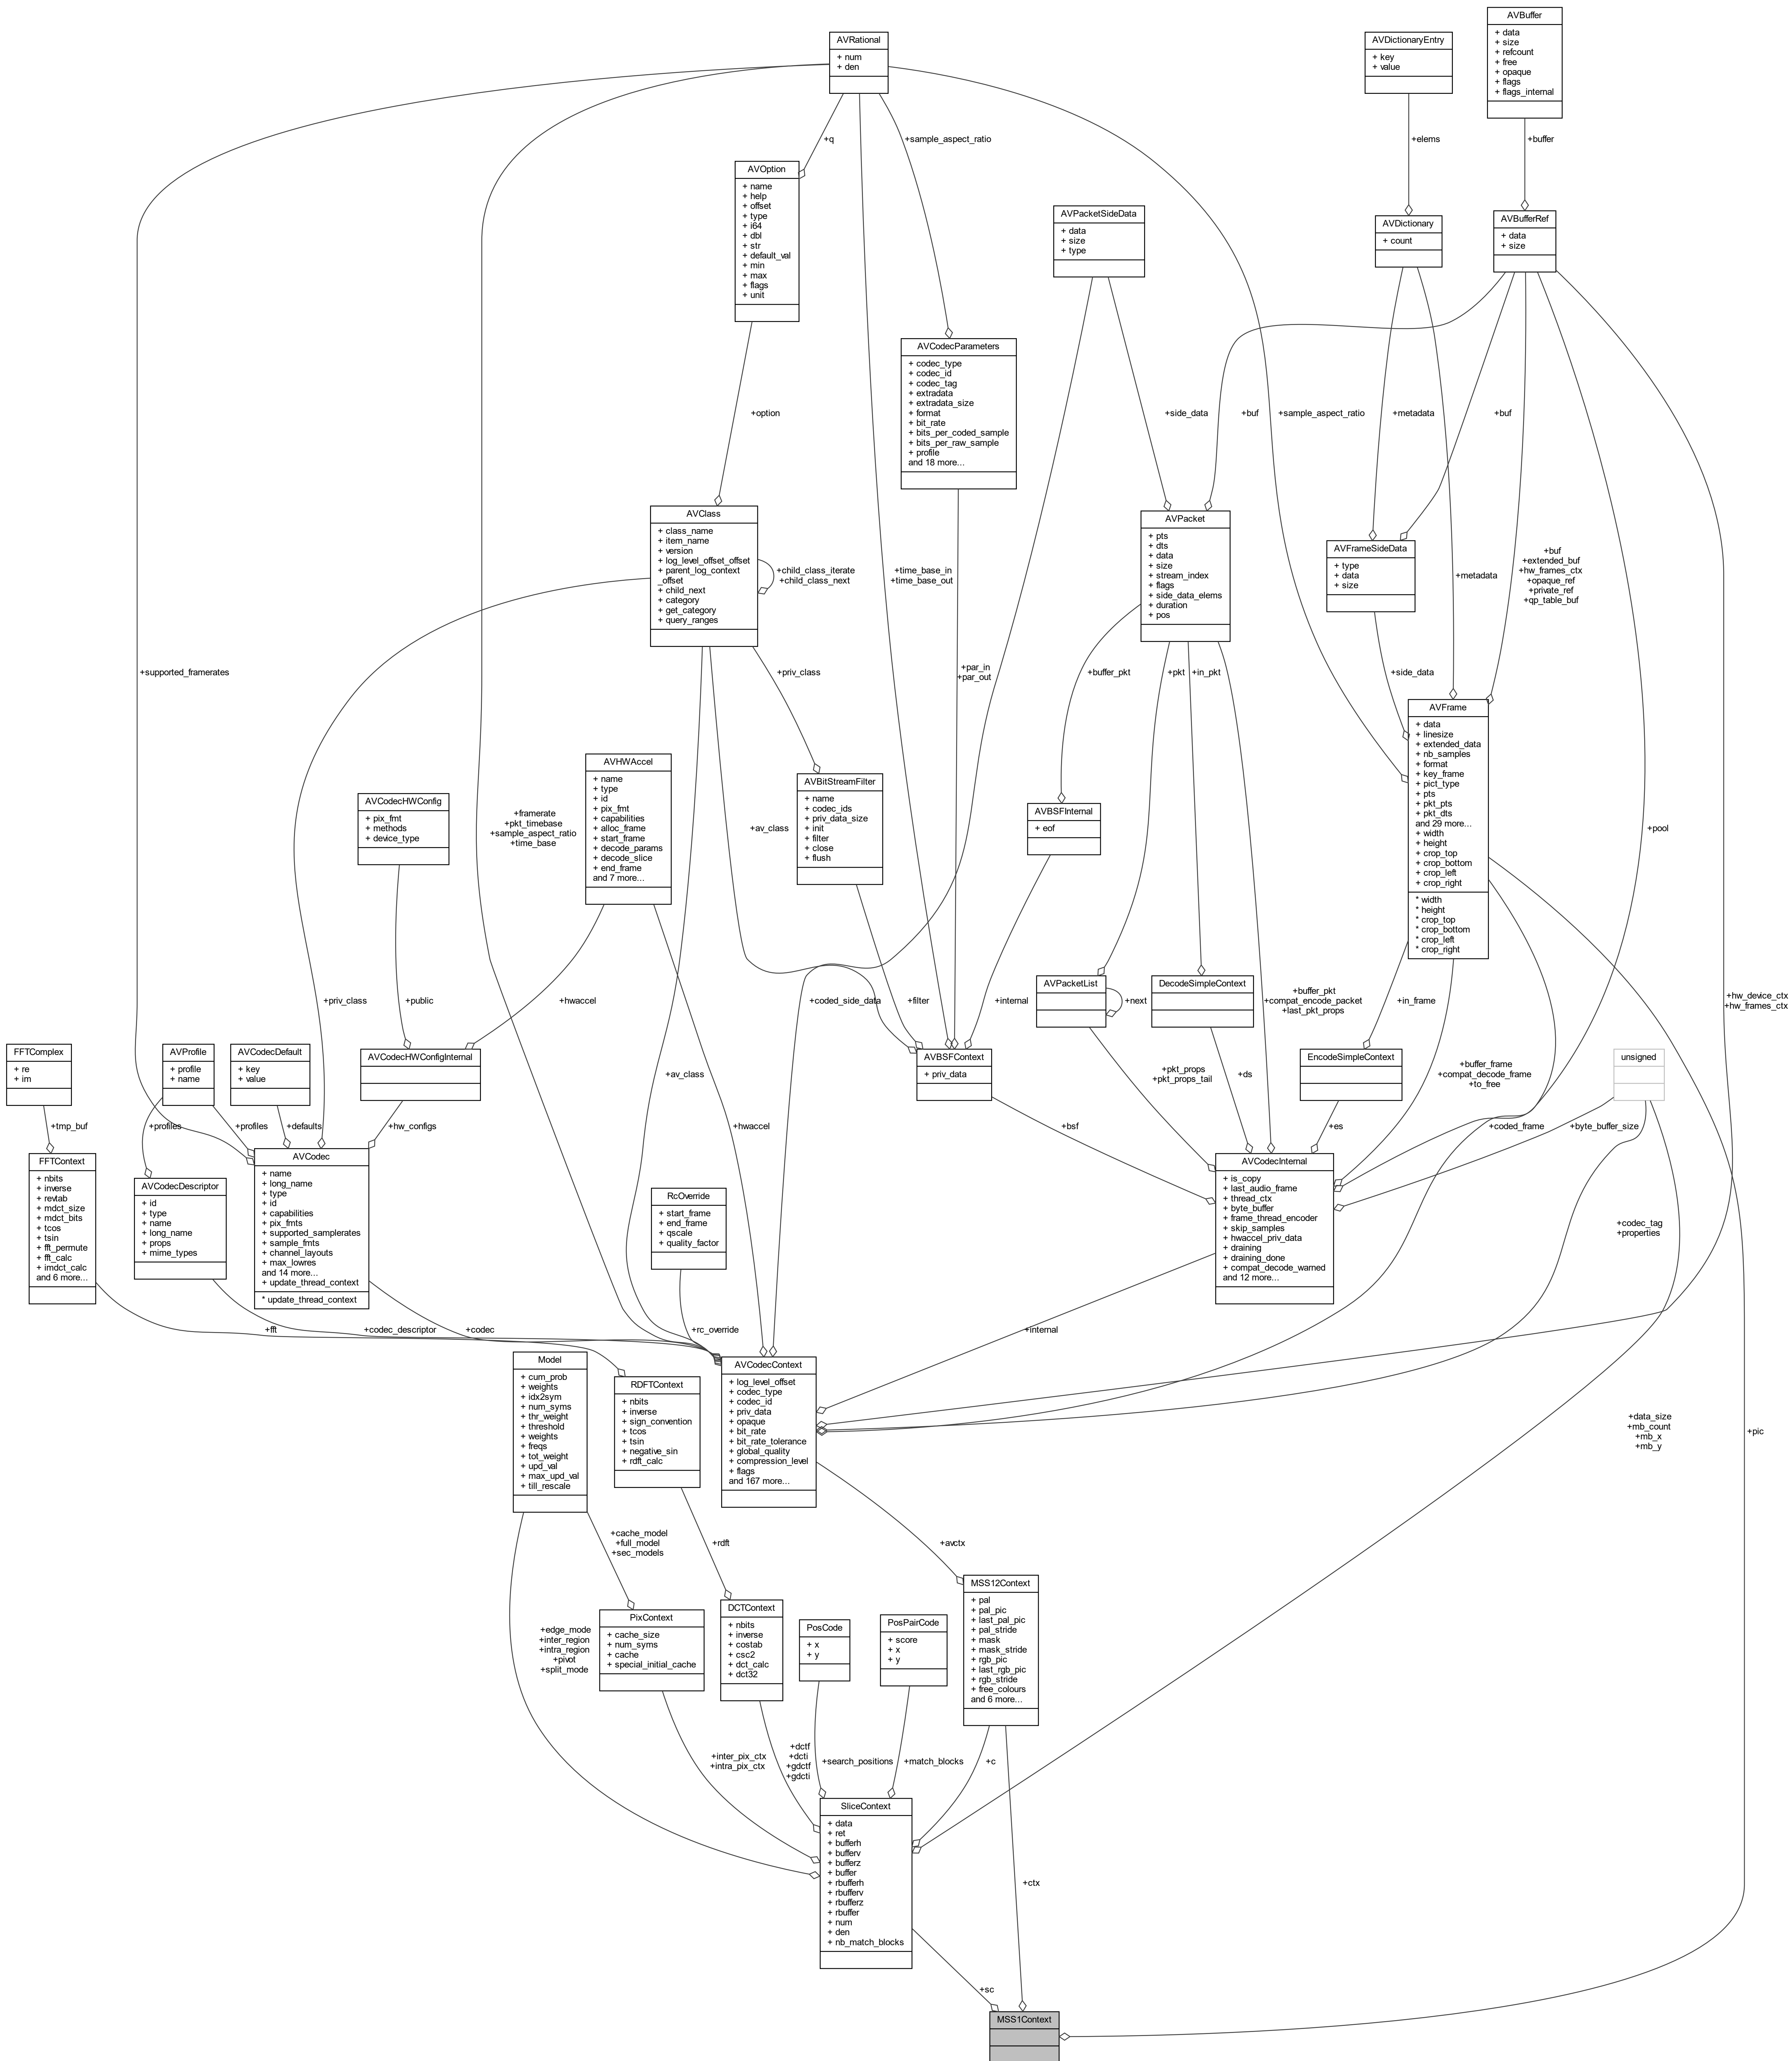 AVBuffer
+ data
+ size
+ refcount
+ free
+ opaque
+ flags
+ flags_internal
AVRational
+ num
+ den
AVDictionaryEntry
+ key
+ value
+q
+sample_aspect_ratio
+elems
+buffer
AVOption
+ name
+ help
+ offset
+ type
+ i64
+ dbl
+ str
+ default_val
+ min
+ max
+ flags
+ unit
AVPacketSideData
+ data
+ size
+ type
AVDictionary
+ count
AVBufferRef
+ data
+ size
AVCodecParameters
+ codec_type
+ codec_id
+ codec_tag
+ extradata
+ extradata_size
+ format
+ bit_rate
+ bits_per_coded_sample
+ bits_per_raw_sample
+ profile
and 18 more...
+option
+side_data
+buf
+sample_aspect_ratio
+metadata
+buf
AVClass
+ class_name
+ item_name
+ version
+ log_level_offset_offset
+ parent_log_context
_offset
+ child_next
+ category
+ get_category
+ query_ranges
+child_class_iterate
+child_class_next
+time_base_in
+time_base_out
AVPacket
+ pts
+ dts
+ data
+ size
+ stream_index
+ flags
+ side_data_elems
+ duration
+ pos
AVFrameSideData
+ type
+ data
+ size
+metadata
+buf
+extended_buf
+hw_frames_ctx
+opaque_ref
+private_ref
+qp_table_buf
+supported_framerates
+priv_class
+par_in
+par_out
+buffer_pkt
+pkt
+in_pkt
+side_data
AVFrame
+ data
+ linesize
+ extended_data
+ nb_samples
+ format
+ key_frame
+ pict_type
+ pts
+ pkt_pts
+ pkt_dts
and 29 more...
+ width
+ height
+ crop_top
+ crop_bottom
+ crop_left
+ crop_right
* width
* height
* crop_top
* crop_bottom
* crop_left
* crop_right
AVCodecHWConfig
+ pix_fmt
+ methods
+ device_type
+framerate
+pkt_timebase
+sample_aspect_ratio
+time_base
AVHWAccel
+ name
+ type
+ id
+ pix_fmt
+ capabilities
+ alloc_frame
+ start_frame
+ decode_params
+ decode_slice
+ end_frame
and 7 more...
+av_class
AVBitStreamFilter
+ name
+ codec_ids
+ priv_data_size
+ init
+ filter
+ close
+ flush
AVBSFInternal
+ eof
+pool
+priv_class
+public
+hwaccel
+coded_side_data
+filter
+internal
AVPacketList
+next
DecodeSimpleContext
+buffer_pkt
+compat_encode_packet
+last_pkt_props
+in_frame
+hw_device_ctx
+hw_frames_ctx
FFTComplex
+ re
+ im
AVProfile
+ profile
+ name
AVCodecDefault
+ key
+ value
AVCodecHWConfigInternal
+av_class
AVBSFContext
+ priv_data
+pkt_props
+pkt_props_tail
+ds
EncodeSimpleContext
+buffer_frame
+compat_decode_frame
+to_free
unsigned
+tmp_buf
+profiles
+profiles
+defaults
+hw_configs
+hwaccel
+bsf
+es
+coded_frame
+byte_buffer_size
FFTContext
+ nbits
+ inverse
+ revtab
+ mdct_size
+ mdct_bits
+ tcos
+ tsin
+ fft_permute
+ fft_calc
+ imdct_calc
and 6 more...
AVCodecDescriptor
+ id
+ type
+ name
+ long_name
+ props
+ mime_types
AVCodec
+ name
+ long_name
+ type
+ id
+ capabilities
+ pix_fmts
+ supported_samplerates
+ sample_fmts
+ channel_layouts
+ max_lowres
and 14 more...
+ update_thread_context
* update_thread_context
RcOverride
+ start_frame
+ end_frame
+ qscale
+ quality_factor
AVCodecInternal
+ is_copy
+ last_audio_frame
+ thread_ctx
+ byte_buffer
+ frame_thread_encoder
+ skip_samples
+ hwaccel_priv_data
+ draining
+ draining_done
+ compat_decode_warned
and 12 more...
+codec_tag
+properties
+fft
+codec_descriptor
+codec
+rc_override
+internal
Model
+ cum_prob
+ weights
+ idx2sym
+ num_syms
+ thr_weight
+ threshold
+ weights
+ freqs
+ tot_weight
+ upd_val
+ max_upd_val
+ till_rescale
RDFTContext
+ nbits
+ inverse
+ sign_convention
+ tcos
+ tsin
+ negative_sin
+ rdft_calc
AVCodecContext
+ log_level_offset
+ codec_type
+ codec_id
+ priv_data
+ opaque
+ bit_rate
+ bit_rate_tolerance
+ global_quality
+ compression_level
+ flags
and 167 more...
+data_size
+mb_count
+mb_x
+mb_y
+pic
+cache_model
+full_model
+sec_models
+rdft
+avctx
+edge_mode
+inter_region
+intra_region
+pivot
+split_mode
PixContext
+ cache_size
+ num_syms
+ cache
+ special_initial_cache
DCTContext
+ nbits
+ inverse
+ costab
+ csc2
+ dct_calc
+ dct32
PosCode
+ x
+ y
PosPairCode
+ score
+ x
+ y
MSS12Context
+ pal
+ pal_pic
+ last_pal_pic
+ pal_stride
+ mask
+ mask_stride
+ rgb_pic
+ last_rgb_pic
+ rgb_stride
+ free_colours
and 6 more...
+inter_pix_ctx
+intra_pix_ctx
+dctf
+dcti
+gdctf
+gdcti
+search_positions
+match_blocks
+c
SliceContext
+ data
+ ret
+ bufferh
+ bufferv
+ bufferz
+ buffer
+ rbufferh
+ rbufferv
+ rbufferz
+ rbuffer
+ num
+ den
+ nb_match_blocks
+ctx
+sc
MSS1Context